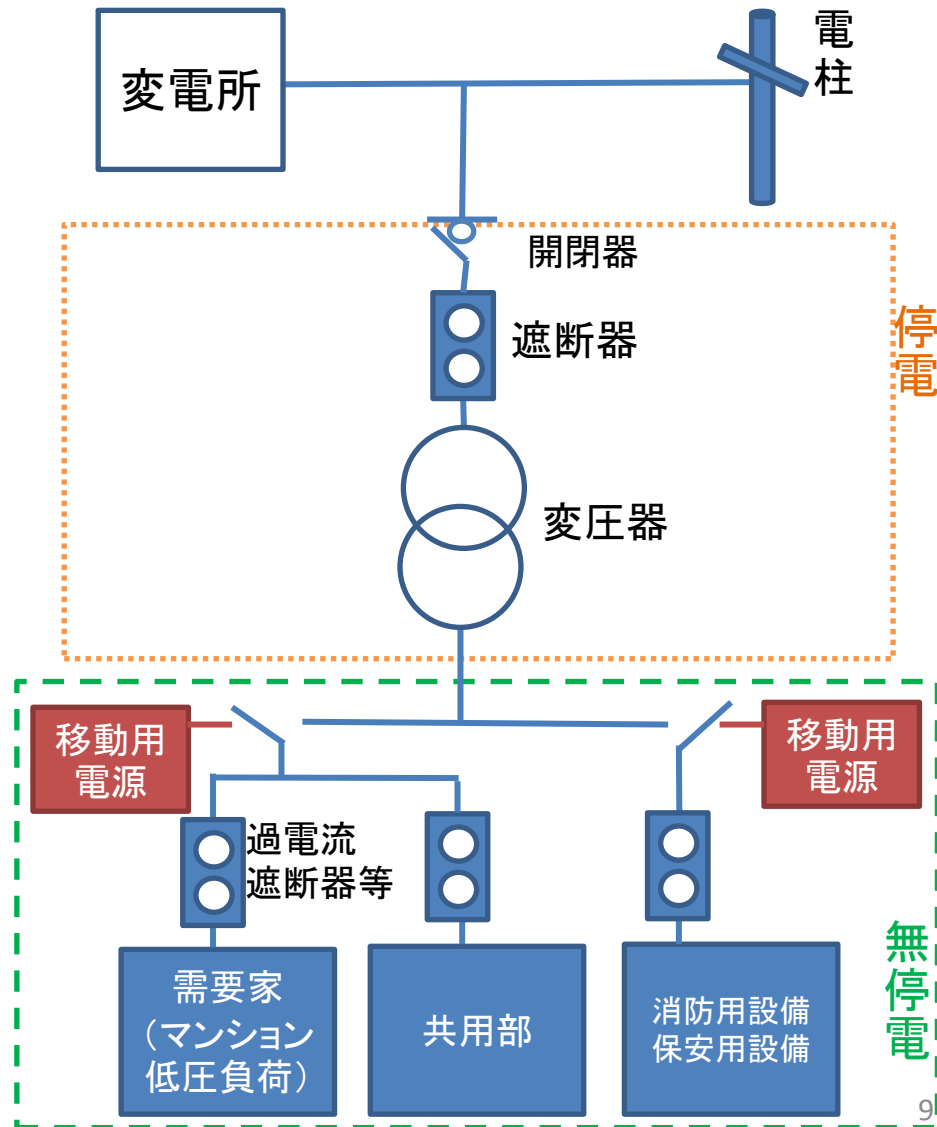 変電所
電
柱
開閉器
遮断器
停
電
変圧器
移動用
電源
移動用
電源
過電流
遮断器等
需要家
(マンション
低圧負荷)
共用部
消防用設備
保安用設備
無
停
電
9